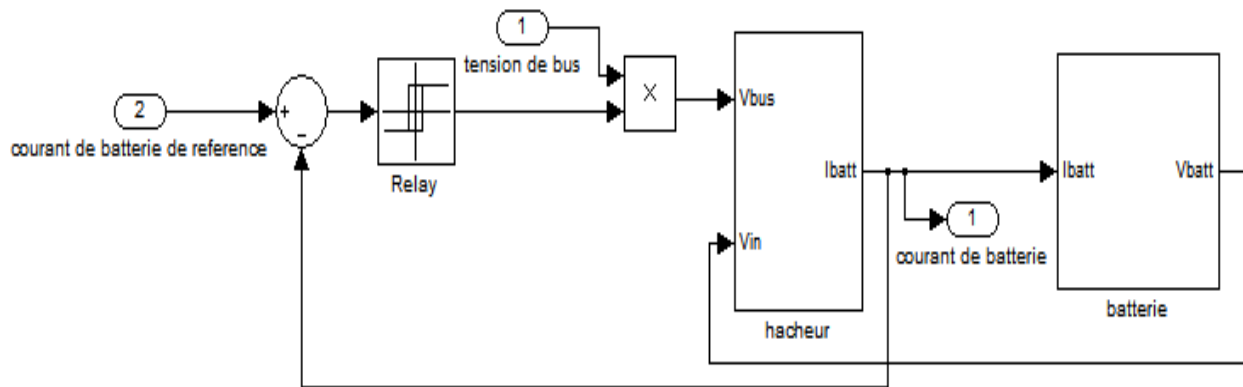 1
tension de bus
2
+
−
courant de batterie de reference
Relay
X
Vbus
Ibatt
Vin
hacheur
1
courant de batterie
Ibatt
Vbatt
batterie